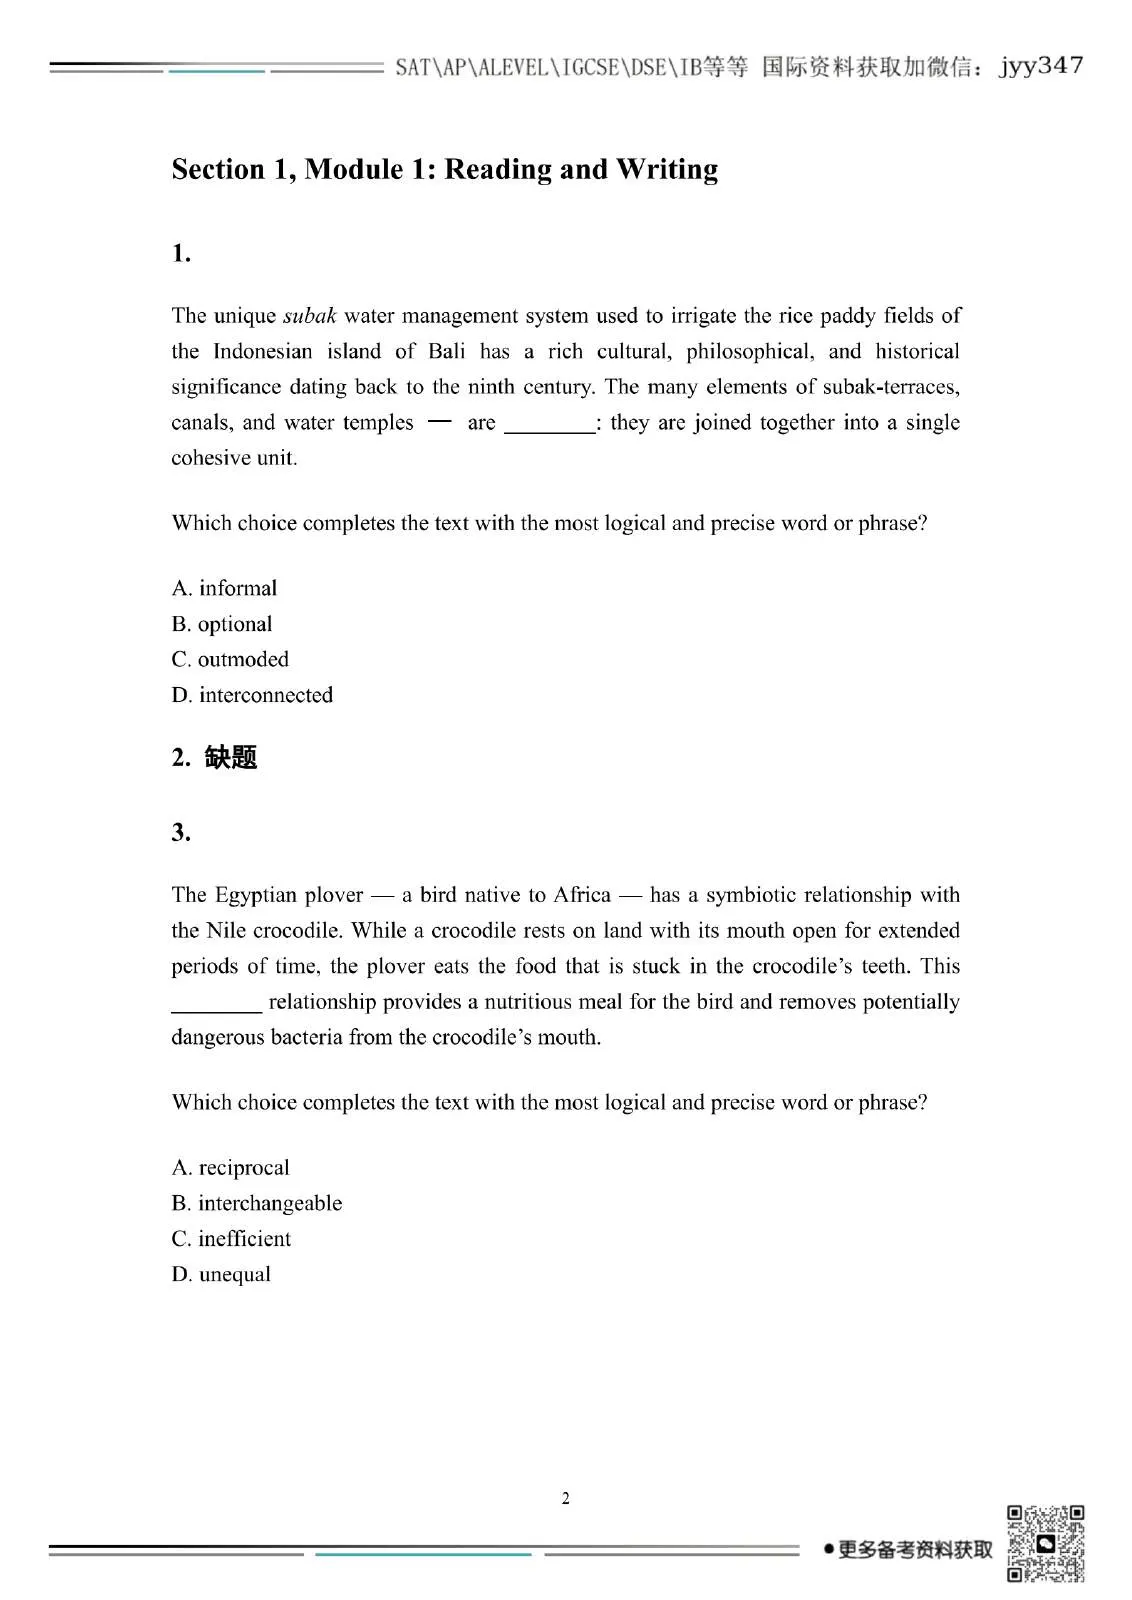 SAT\AP\ALEVEL\IGCSE\DSE\IB等等 国际资料获取加微信：jyy347
Section 1, Module 1: Reading and Writing
1.
The unique subak water management system used to irrigate the rice paddy fields of
the Indonesian island of Bali has a rich cultural, philosophical, and historical
significance dating back to the ninth century. The many elements of subak-terraces,
canals, and water temples — are ________: they are joined together into a single
cohesive unit.
Which choice completes the text with the most logical and precise word or phrase?
A. informal
B. optional
C. outmoded
D. interconnected
2. 缺题
3.
The Egyptian plover — a bird native to Africa — has a symbiotic relationship with
the Nile crocodile. While a crocodile rests on land with its mouth open for extended
periods of time, the plover eats the food that is stuck in the crocodile’s teeth. This
________ relationship provides a nutritious meal for the bird and removes potentially
dangerous bacteria from the crocodile’s mouth.
Which choice completes the text with the most logical and precise word or phrase?
A. reciprocal
B. interchangeable
C. inefficient
D. unequal
2
●更多备考资料获取